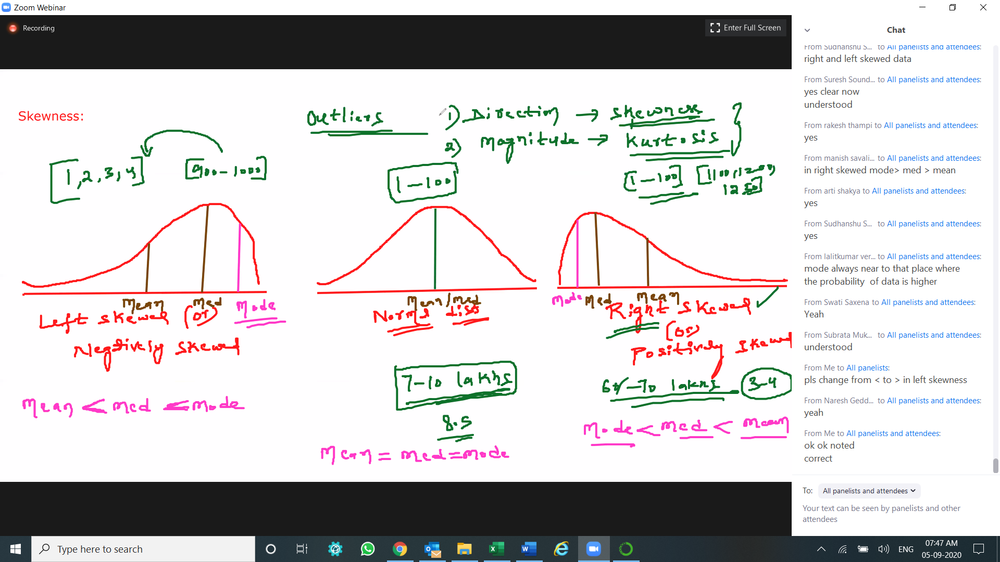 Zoom Webinar
Recording
Enter Full Screen
Skewness:
Outliers
1) Direction → skewness
2) Magnitude → kurtosis
[1,2,3,4] [900-1000]
1-100
[1-100] [1100,1200,
1250]
Mean Med Mode
Mean/med
Mode Med Mean
Left skewed (or)
Negtively skewed
Norml dist
Right skewed
(or)
Positively skewed
7-10 lakhs
8.5
60-70 lakhs 3-4
Mean < med < mode
Mean = med = mode
Mode < med < mean
Chat
From Sudhanshu S... to All panelists and attendees:
right and left skewed data
From Suresh Sound... to All panelists and attendees:
yes clear now
understood
From rakesh thampi to All panelists and attendees:
yes
From manish savali... to All panelists and attendees:
in right skewed mode> med > mean
From arti shakya to All panelists and attendees:
yes
From Sudhanshu S... to All panelists and attendees:
yes
From lalitkumar ver... to All panelists and attendees:
mode always near to that place where
the probability of data is higher
From Swati Saxena to All panelists and attendees:
Yeah
From Subrata Muk... to All panelists and attendees:
understood
From Me to All panelists:
pls change from < to > in left skewness
From Naresh Gedd... to All panelists and attendees:
yeah
From Me to All panelists and attendees:
ok ok noted
correct
To: All panelists and attendees
Your text can be seen by panelists and other
attendees
Type here to search
ENG
07:47 AM
05-09-2020